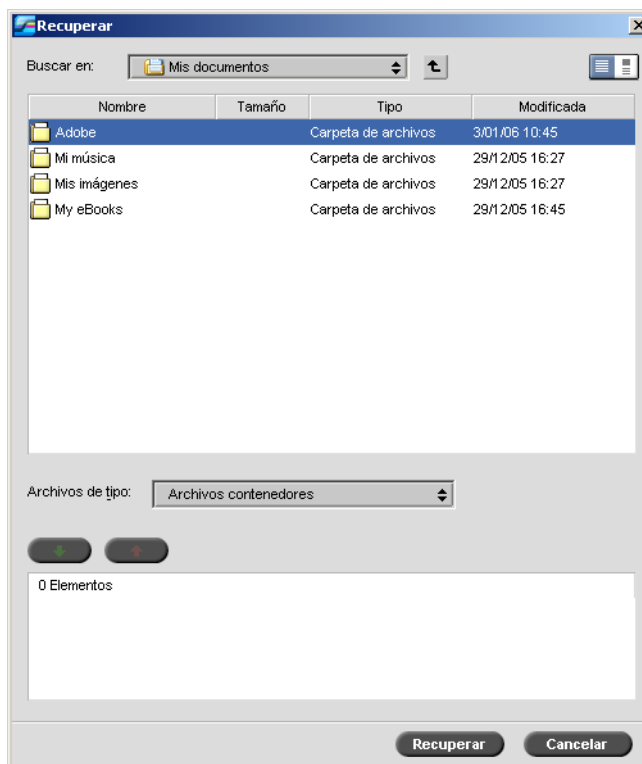 Recuperar
Buscar en: Mis documentos
Nombre Tamaño Tipo Modificada
Adobe Carpeta de archivos 3/01/06 10:45
Mi música Carpeta de archivos 29/12/05 16:27
Mis imágenes Carpeta de archivos 29/12/05 16:27
My eBooks Carpeta de archivos 29/12/05 16:45
Archivos de tipo: Archivos contenedores
0 Elementos
Recuperar Cancelar